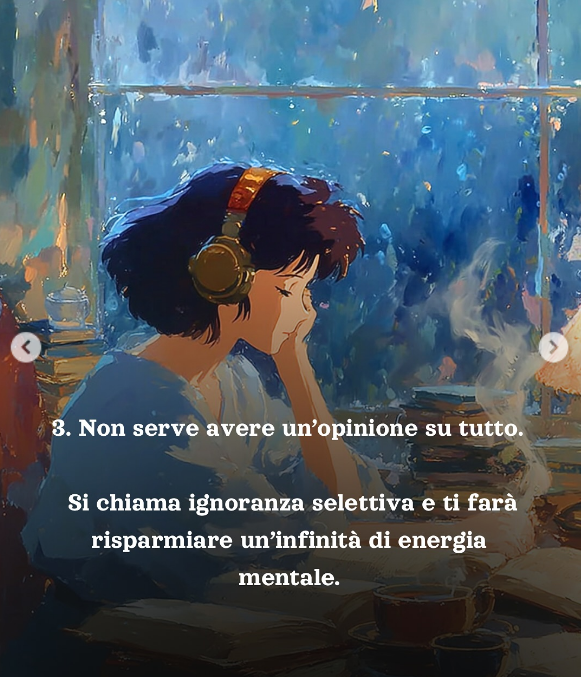 3. Non serve avere un’opinione su tutto.
Si chiama ignoranza selettiva e ti farà
risparmiare un’infinità di energia
mentale.